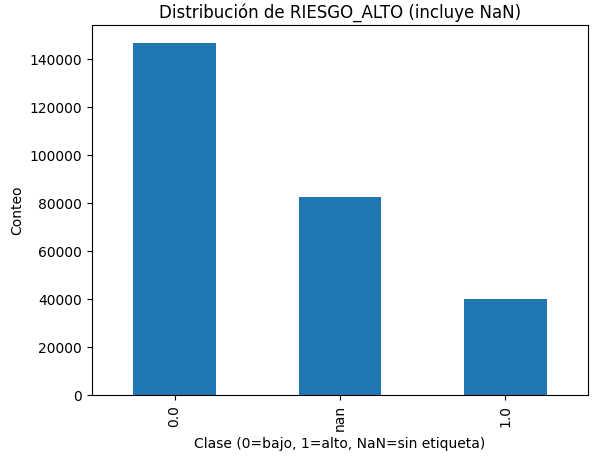 Distribución de RIESGO_ALTO (incluye NaN)
140000
120000
100000
80000
60000
40000
20000
0
Conteo
0.0
nan
1.0
Clase (0=bajo, 1=alto, NaN=sin etiqueta)